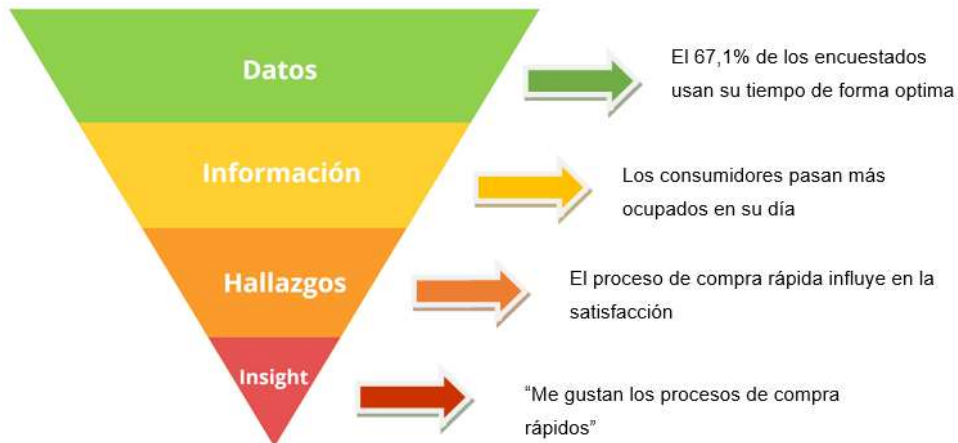 Datos
El 67,1% de los encuestados
usan su tiempo de forma optima
Información
Los consumidores pasan más
ocupados en su día
Hallazgos
El proceso de compra rápida influye en la
satisfacción
Insight
“Me gustan los procesos de compra
rápidos”